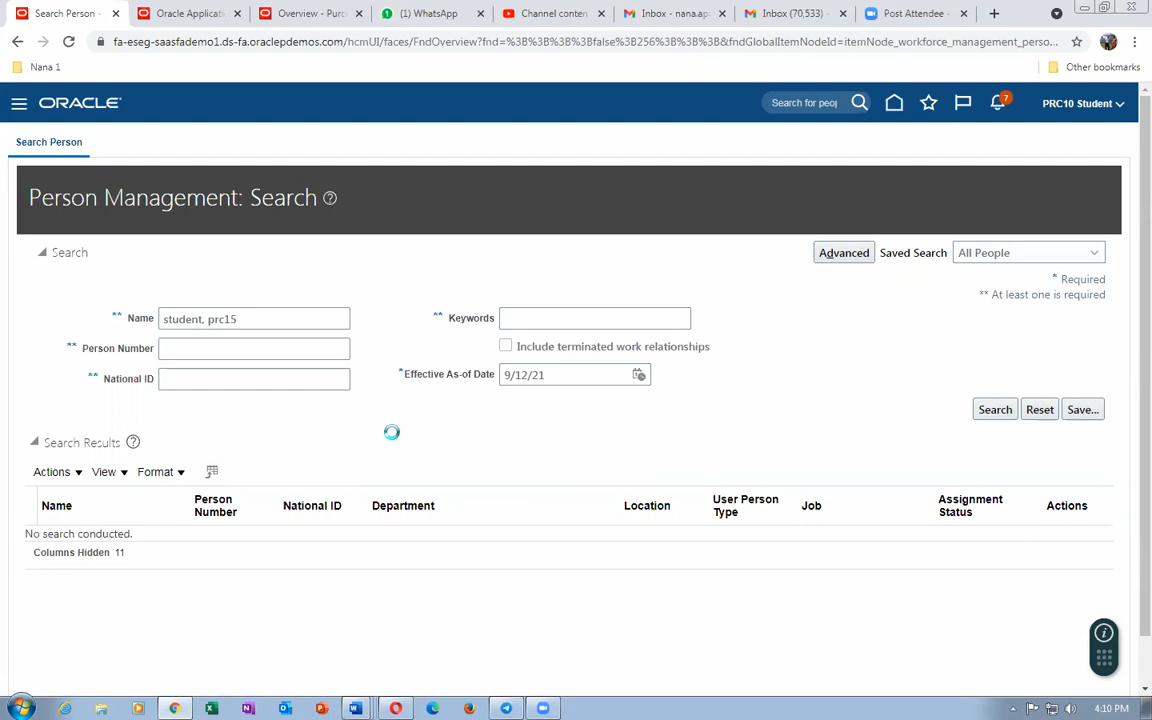 Search Person -
Oracle Applicati
Overview - Purc
(1) WhatsApp
Channel conten
Inbox - nana.ap
Inbox (70,533) -
Post Attendee -
fa-eseg-saasfademo1.ds-fa.oraclepdemos.com/hcmUI/faces/FndOverview?fnd=%3B%3B%3B%3Bfalse%3B256%3B%3B%3B&fndGlobalItemNodeId=itemNode_workforce_management_perso...
Nana 1
Other bookmarks
ORACLE
Search for peop
7
PRC10 Student
Search Person
Person Management: Search
Search
Advanced Saved Search All People
* Required
** At least one is required
** Name student, prc15
** Keywords
** Person Number
Include terminated work relationships
** National ID
* Effective As-of Date 9/12/21
Search Reset Save...
Search Results
Actions View Format
Name Person Number National ID Department Location User Person Type Job Assignment Status Actions
No search conducted.
Columns Hidden 11
4:10 PM